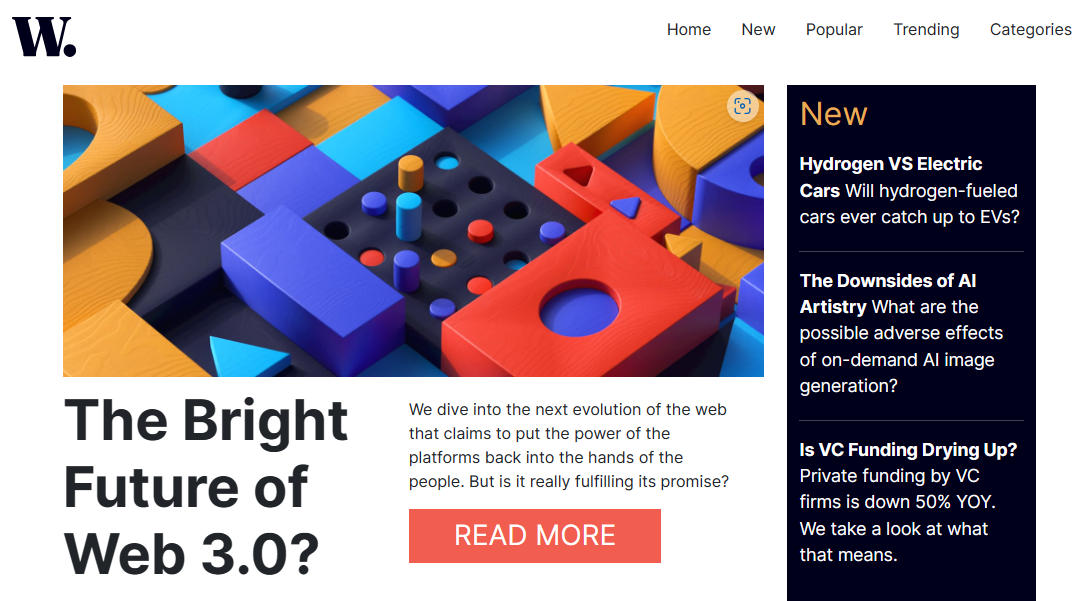 W.
Home New Popular Trending Categories
The Bright
Future of
Web 3.0?
We dive into the next evolution of the web
that claims to put the power of the
platforms back into the hands of the
people. But is it really fulfilling its promise?
READ MORE
New
Hydrogen VS Electric
Cars Will hydrogen-fueled
cars ever catch up to EVs?
The Downsides of AI
Artistry What are the
possible adverse effects
of on-demand AI image
generation?
Is VC Funding Drying Up?
Private funding by VC
firms is down 50% YOY.
We take a look at what
that means.